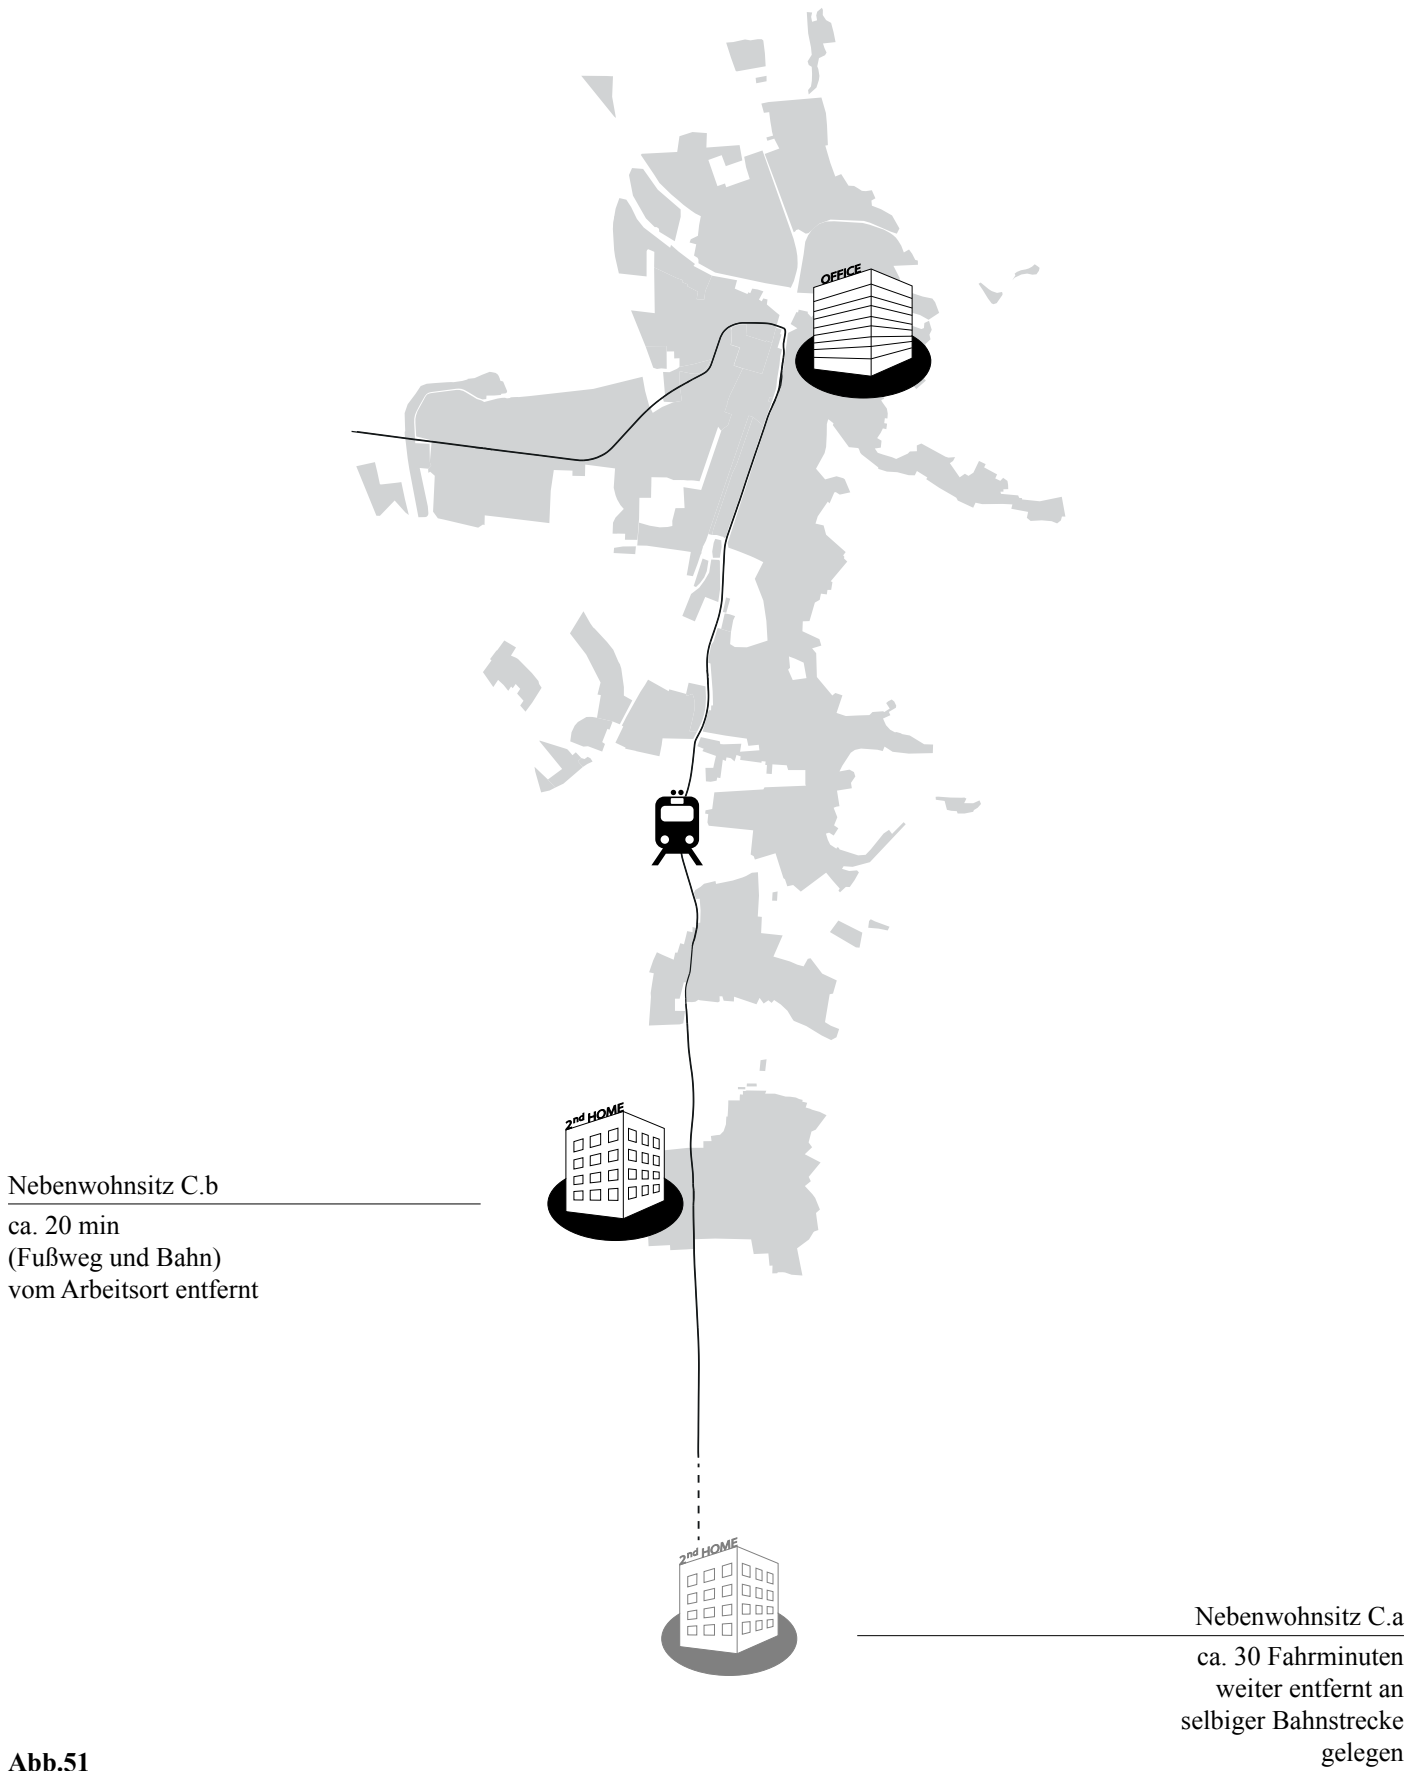 OFFICE
2nd HOME
Nebenwohnsitz C.b
ca. 20 min
(Fußweg und Bahn)
vom Arbeitsort entfernt
2nd HOME
Nebenwohnsitz C.a
ca. 30 Fahrminuten
weiter entfernt an
selbiger Bahnstrecke
gelegen
Abb.51